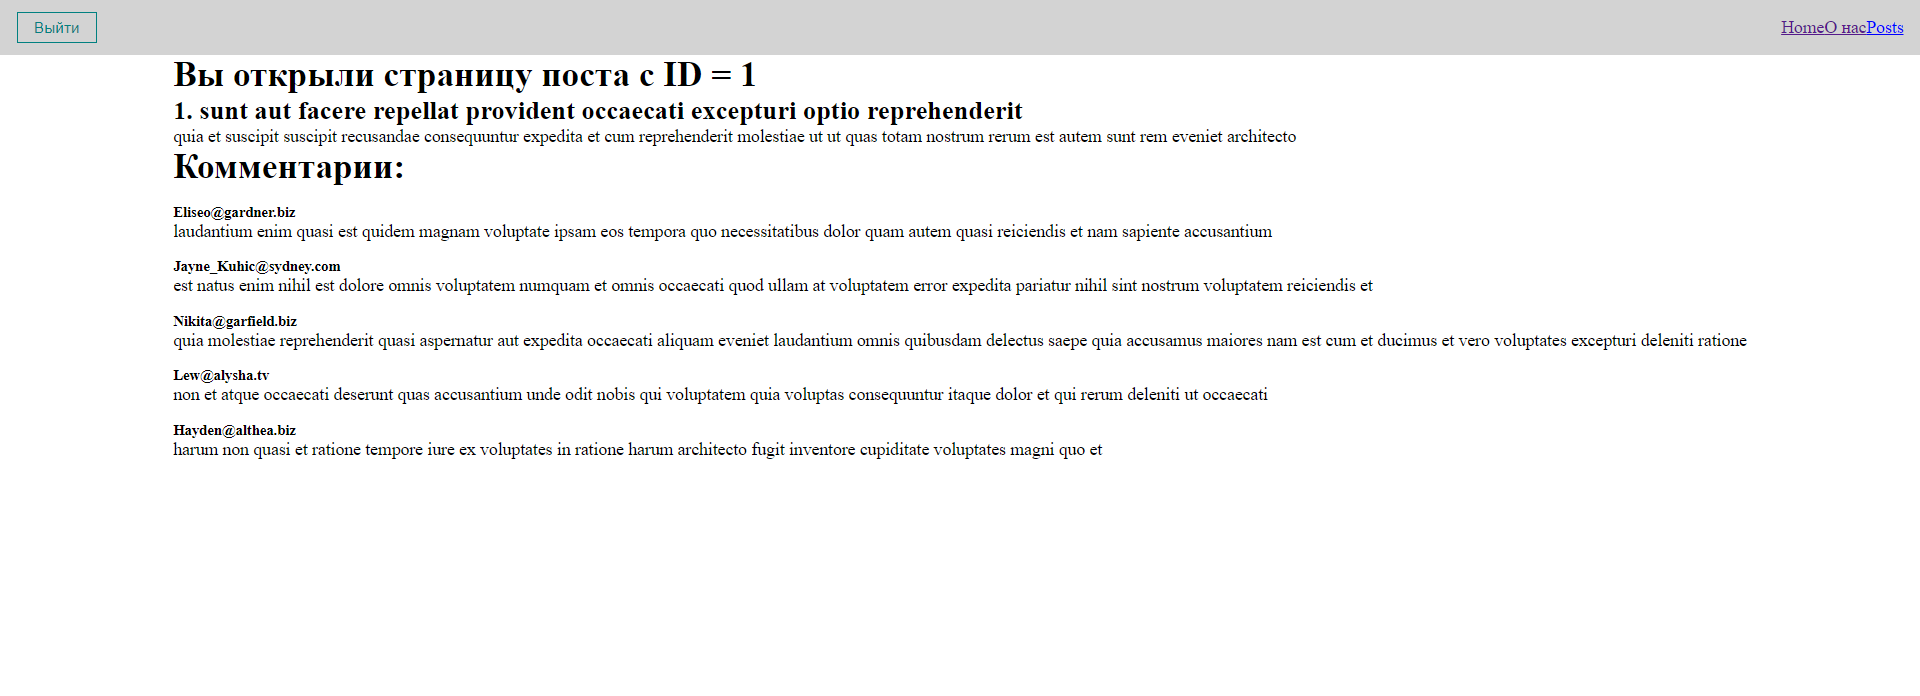 Выйти
HomeО насPosts
Вы открыли страницу поста с ID = 1
1. sunt aut facere repellat provident occaecati excepturi optio reprehenderit
quia et suscipit suscipit recusandae consequuntur expedita et cum reprehenderit molestiae ut ut quas totam nostrum rerum est autem sunt rem eveniet architecto
Комментарии:
Eliseo@gardner.biz
laudantium enim quasi est quidem magnam voluptate ipsam eos tempora quo necessitatibus dolor quam autem quasi reiciendis et nam sapiente accusantium
Jayne_Kuhic@sydney.com
est natus enim nihil est dolore omnis voluptatem numquam et omnis occaecati quod ullam at voluptatem error expedita pariatur nihil sint nostrum voluptatem reiciendis et
Nikita@garfield.biz
quia molestiae reprehenderit quasi aspernatur aut expedita occaecati aliquam eveniet laudantium omnis quibusdam delectus saepe quia accusamus maiores nam est cum et ducimus et vero voluptates excepturi deleniti ratione
Lew@alysha.tv
non et atque occaecati deserunt quas accusantium unde odit nobis qui voluptatem quia voluptas consequuntur itaque dolor et qui rerum deleniti ut occaecati
Hayden@althea.biz
harum non quasi et ratione tempore iure ex voluptates in ratione harum architecto fugit inventore cupiditate voluptates magni quo et